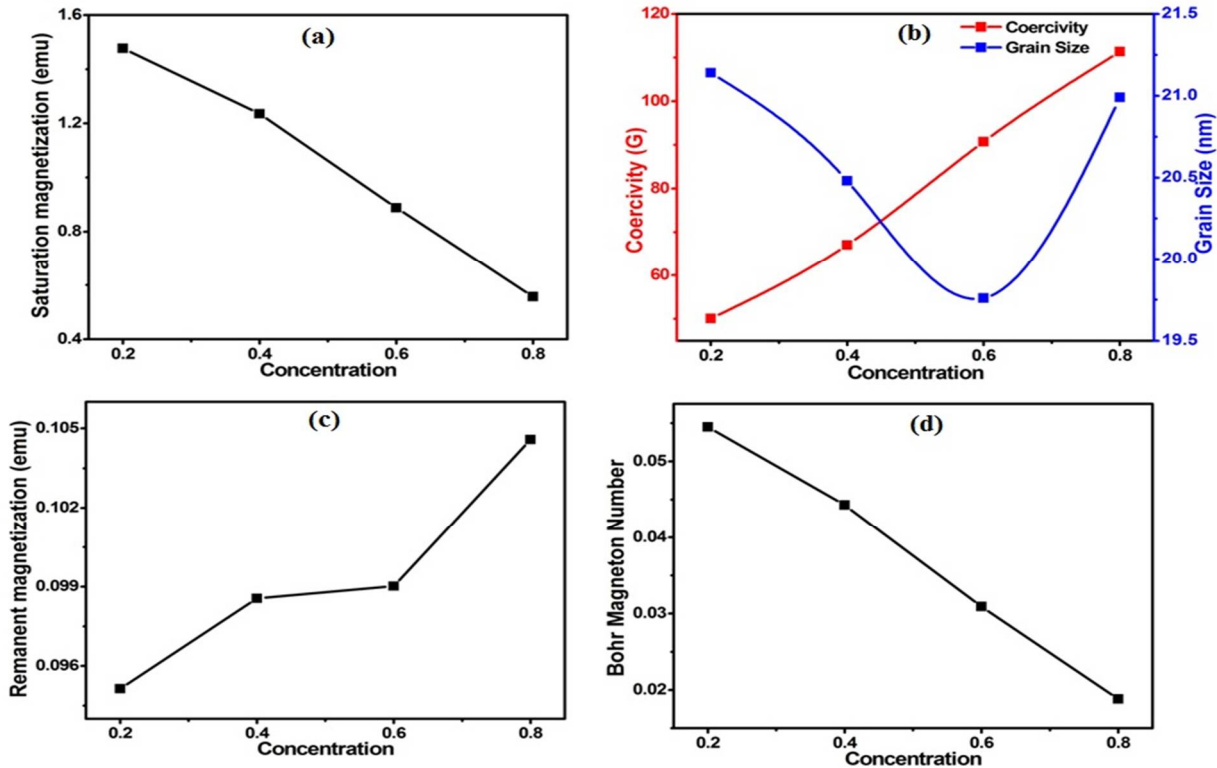 (a)
Saturation magnetization (emu)
1.6
1.2
0.8
0.4
0.2 0.4 0.6 0.8
Concentration
(b)
Coercivity
Grain Size
Coercivity (G)
120
100
80
60
21.5
21.0
20.5
20.0
19.5
Grain Size (nm)
0.2 0.4 0.6 0.8
Concentration
(c)
Remanent magnetization (emu)
0.105
0.102
0.099
0.096
0.2 0.4 0.6 0.8
Concentration
(d)
Bohr Magneton Number
0.05
0.04
0.03
0.02
0.2 0.4 0.6 0.8
Concentration